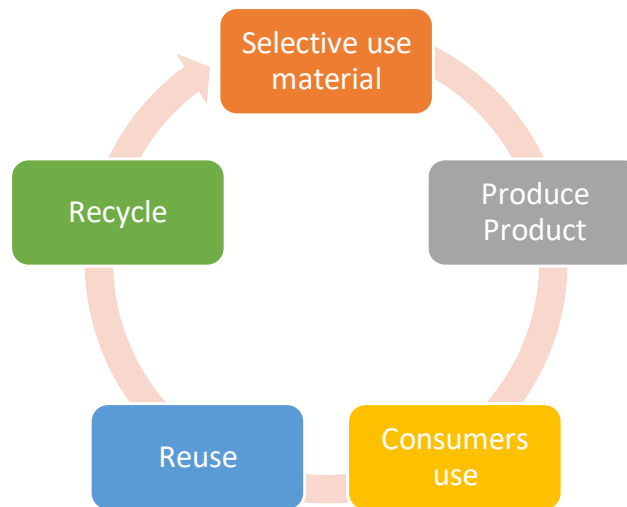 Selective use
material
Produce
Product
Consumers
use
Reuse
Recycle